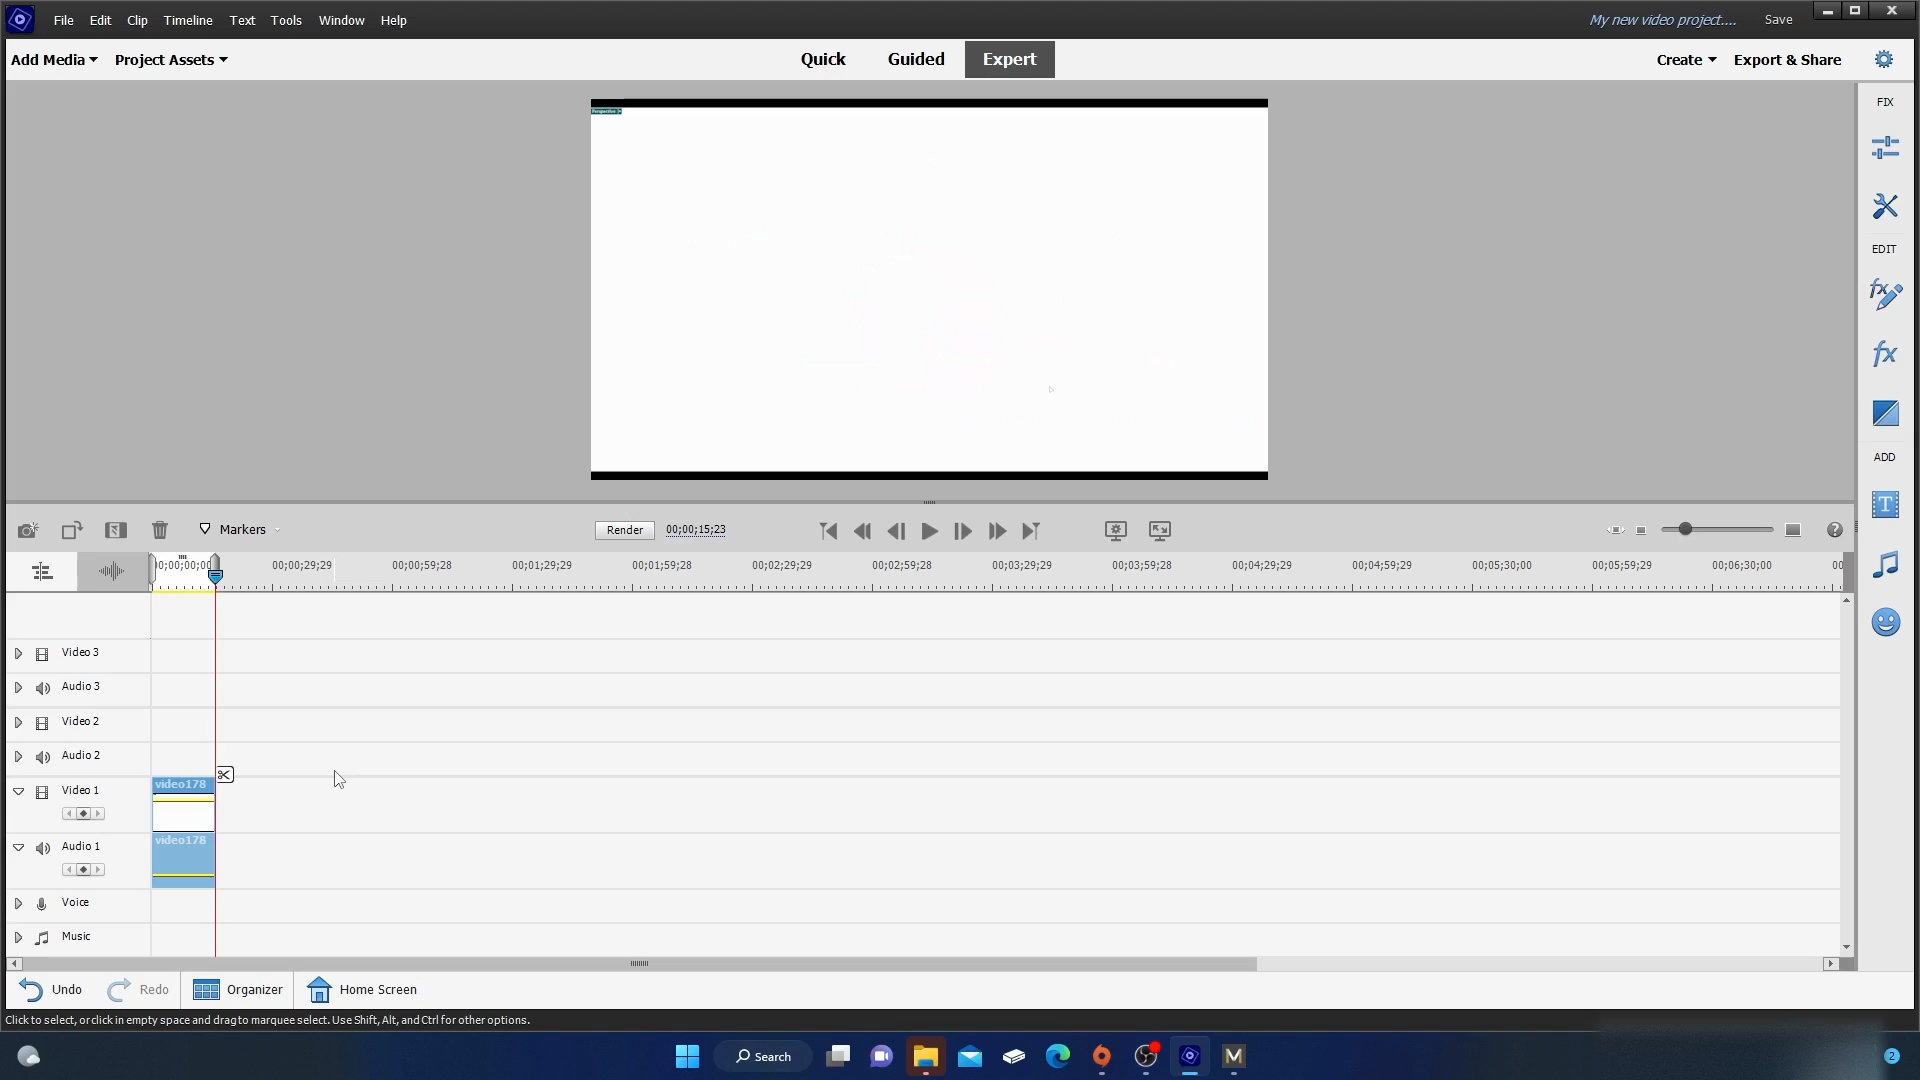 File Edit Clip Timeline Text Tools Window Help
My new video project.... Save
Add Media Project Assets
Quick Guided Expert
Create Export & Share
FIX
EDIT
ADD
Markers
Render 00;00;15;23
00;00;29;29 00;00;59;28 00;01;29;29 00;01;59;28 00;02;29;29 00;02;59;28 00;03;29;29 00;03;59;28 00;04;29;29 00;04;59;29 00;05;30;00 00;05;59;29 00;06;30;00 00
Video 3
Audio 3
Video 2
Audio 2
Video 1
video178
Audio 1
video178
Voice
Music
Undo Redo Organizer Home Screen
Click to select, or click in empty space and drag to marquee select. Use Shift, Alt, and Ctrl for other options.
Search
2